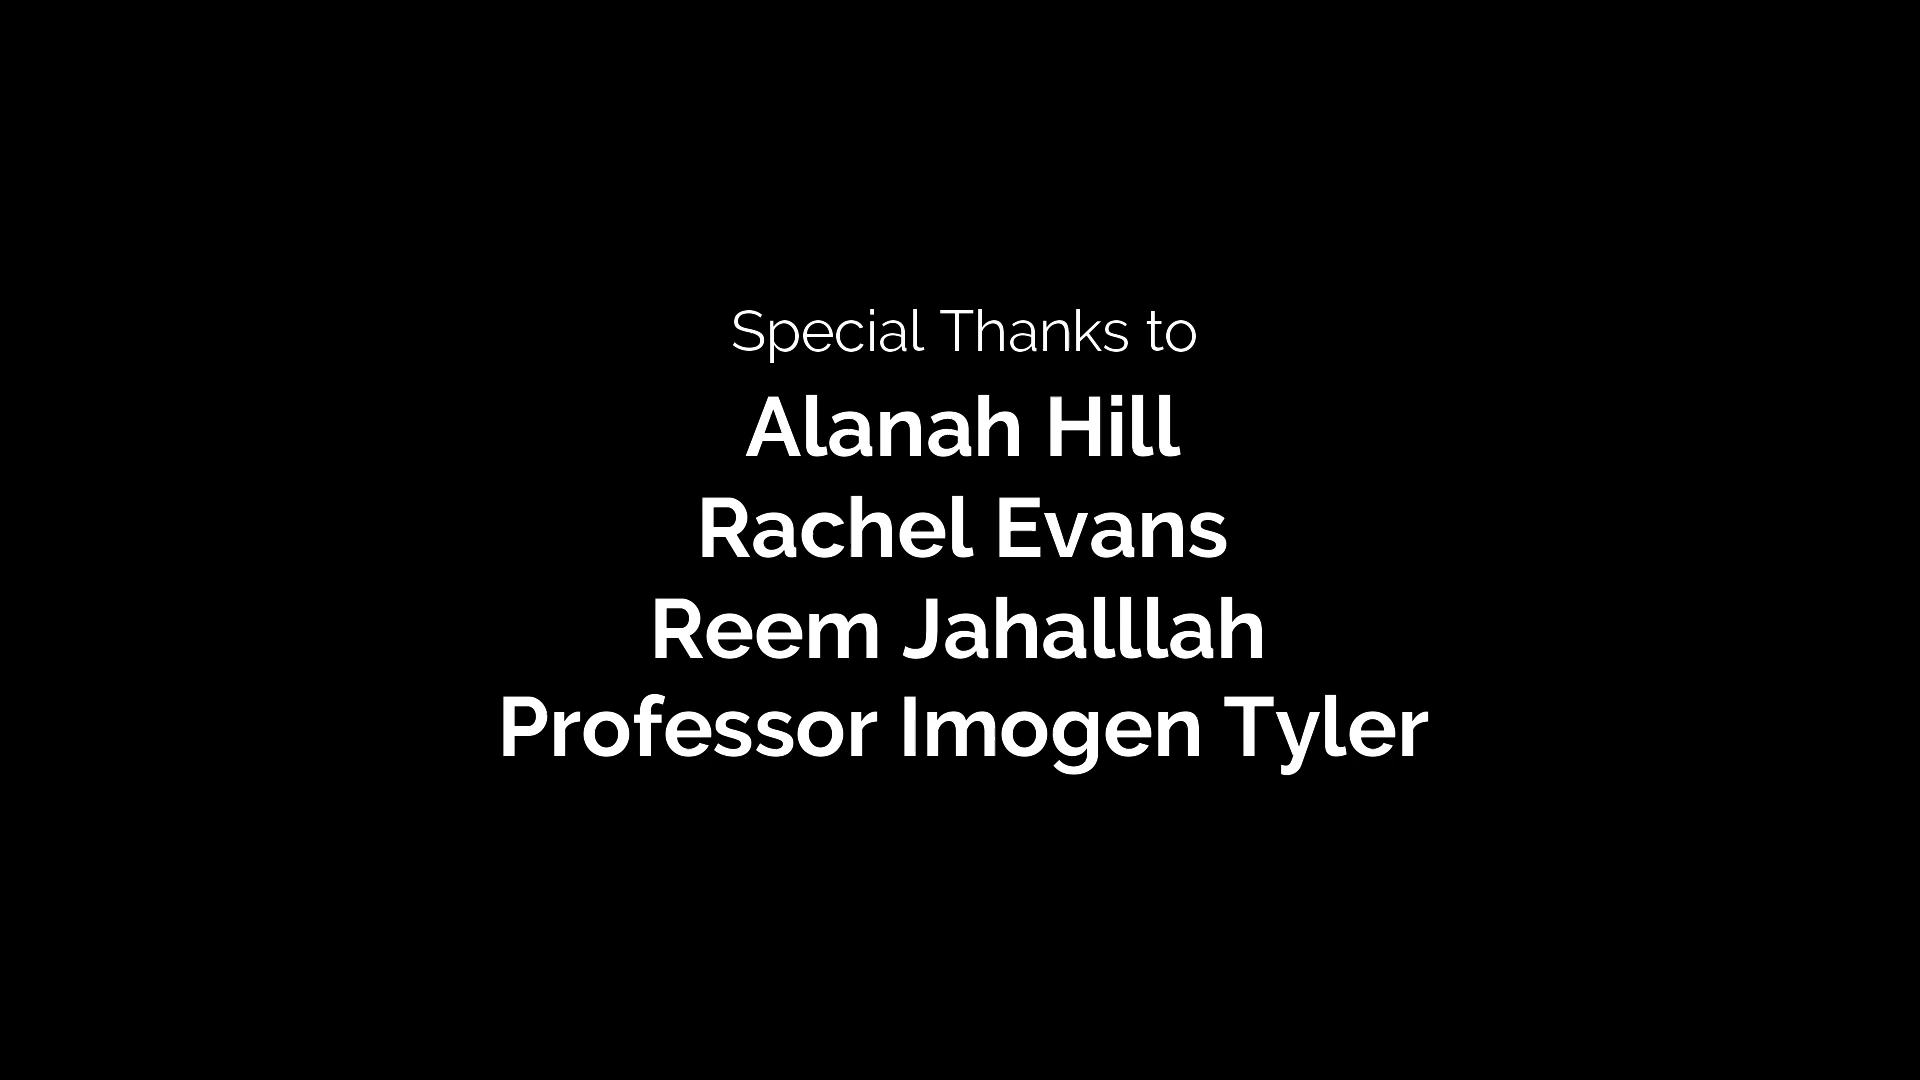 Special Thanks to
Alanah Hill
Rachel Evans
Reem Jahalllah
Professor Imogen Tyler